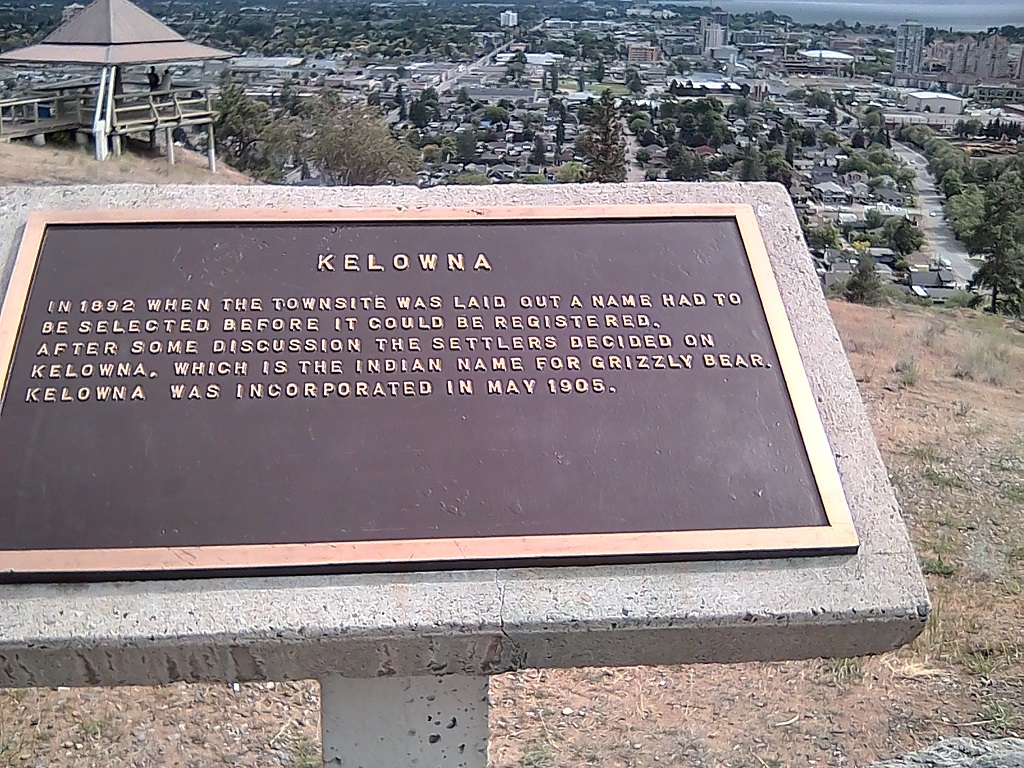 KELOWNA
IN 1892 WHEN THE TOWNSITE WAS LAID OUT A NAME HAD TO
BE SELECTED BEFORE IT COULD BE REGISTERED.
AFTER SOME DISCUSSION THE SETTLERS DECIDED ON
KELOWNA, WHICH IS THE INDIAN NAME FOR GRIZZLY BEAR.
KELOWNA WAS INCORPORATED IN MAY 1905.